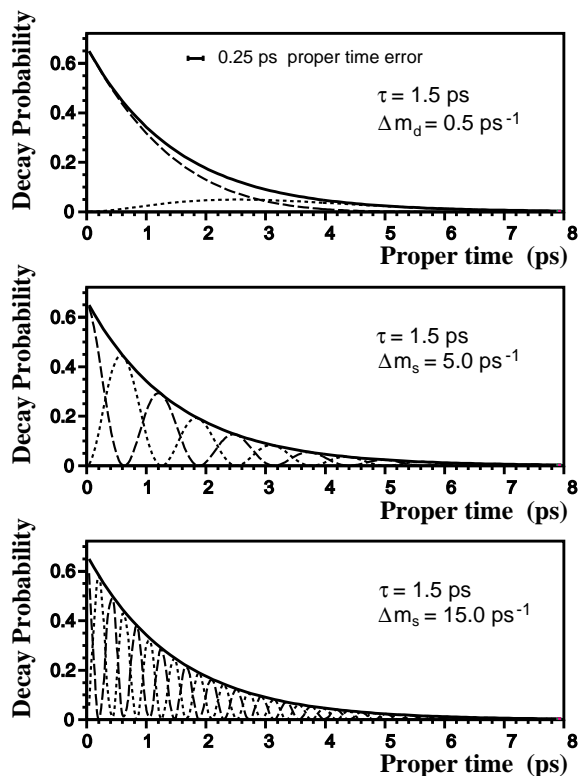 Decay Probability
0.6
0.4
0.2
0
0.25 ps proper time error
τ = 1.5 ps
Δm_d = 0.5 ps⁻¹
0 1 2 3 4 5 6 7 8
Proper time (ps)
Decay Probability
0.6
0.4
0.2
0
τ = 1.5 ps
Δm_s = 5.0 ps⁻¹
0 1 2 3 4 5 6 7 8
Proper time (ps)
Decay Probability
0.6
0.4
0.2
0
τ = 1.5 ps
Δm_s = 15.0 ps⁻¹
0 1 2 3 4 5 6 7 8
Proper time (ps)